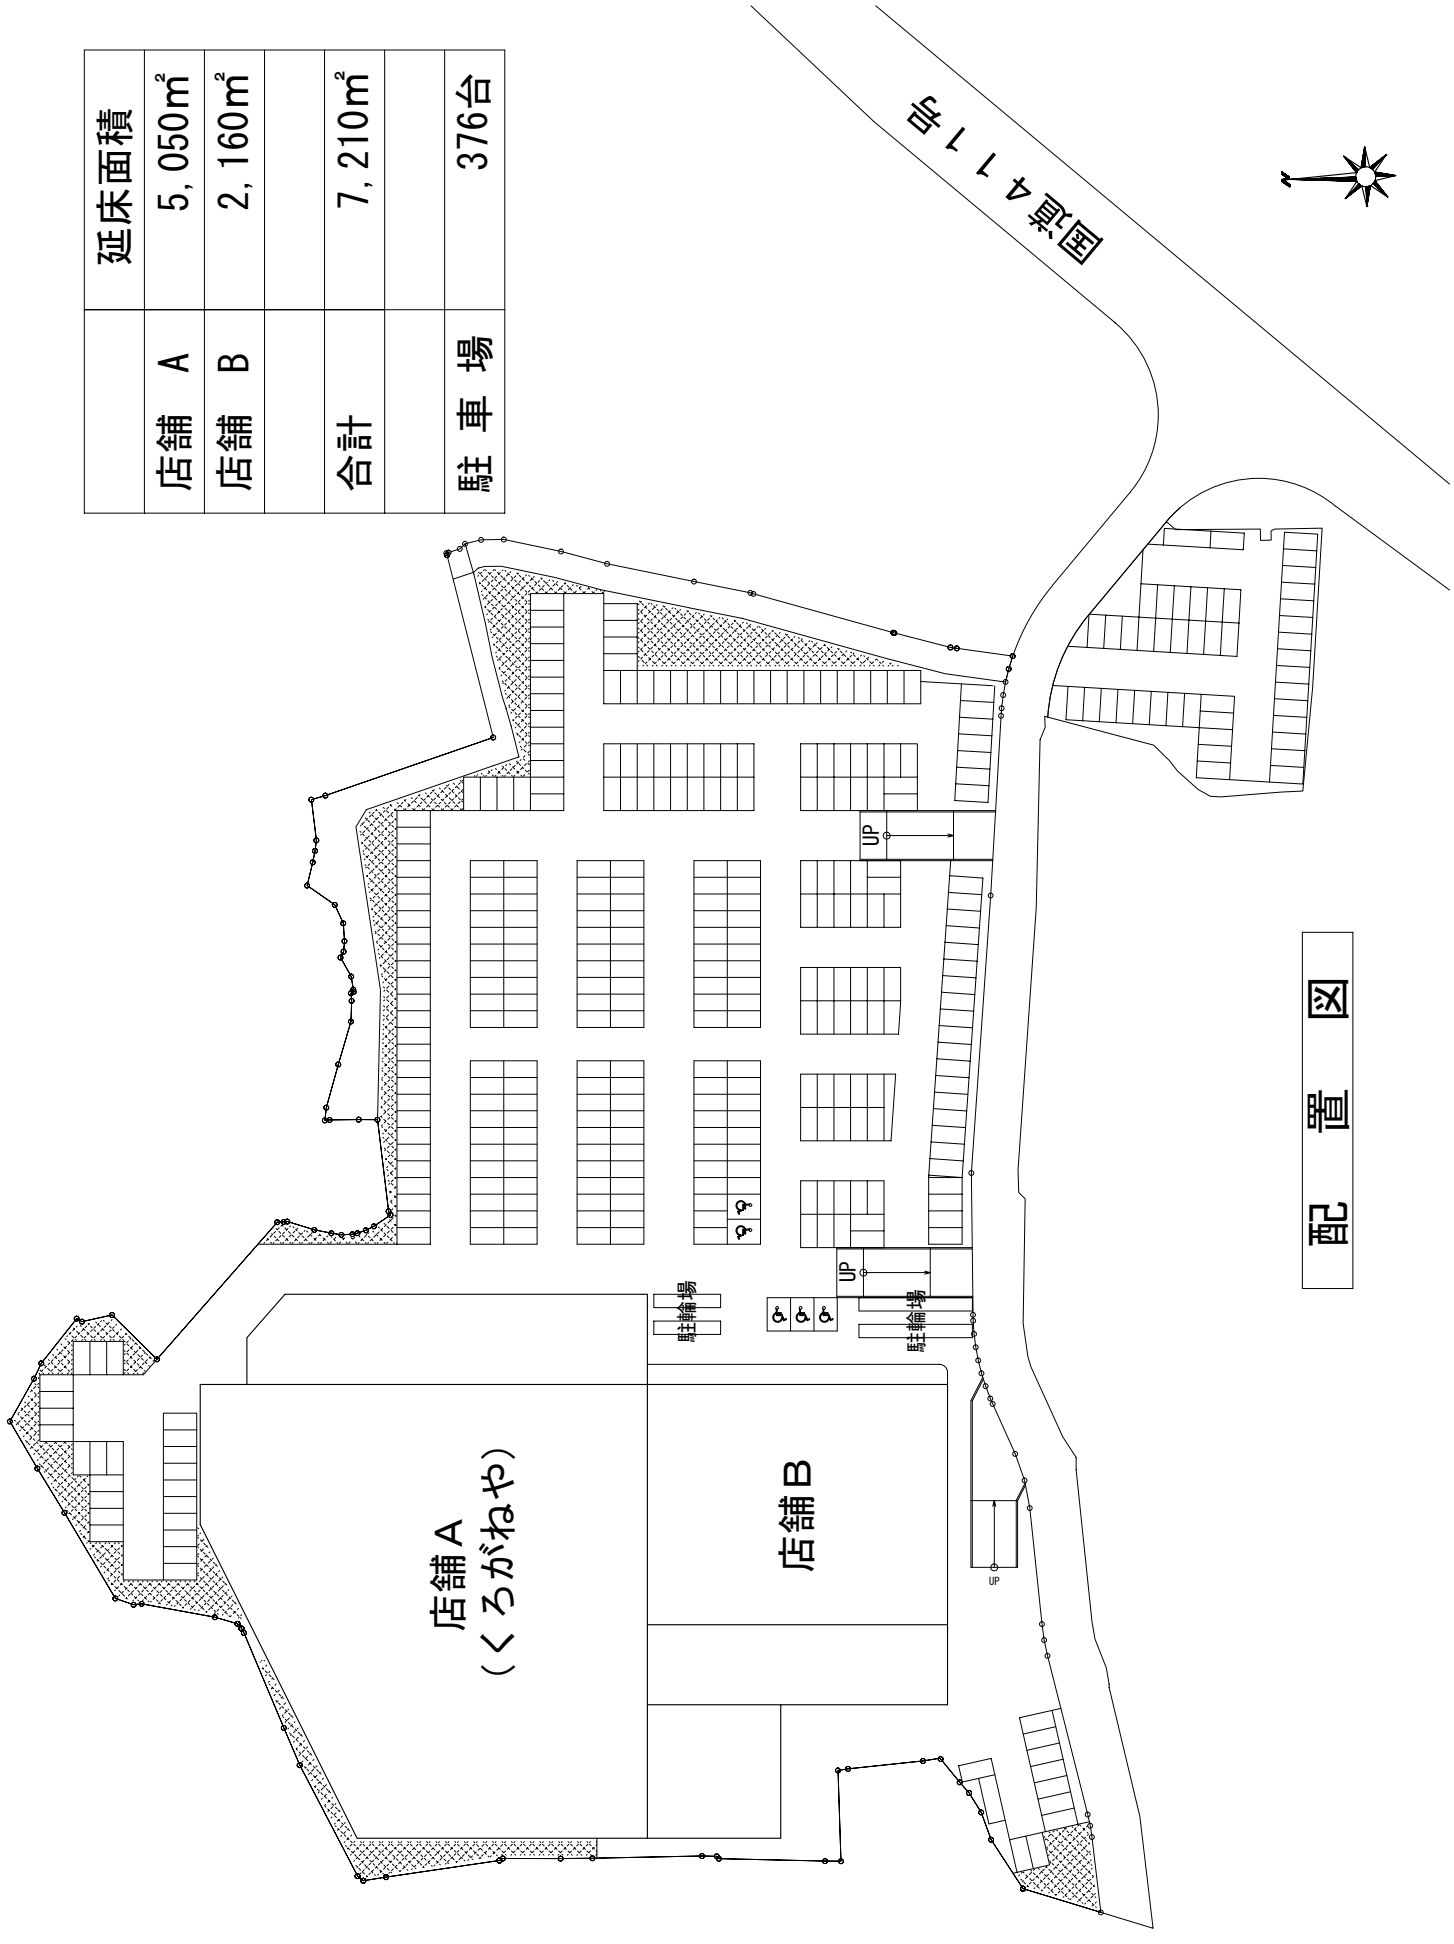 延床面積
店舗 A 5,050㎡
店舗 B 2,160㎡
合計 7,210㎡
駐車場 376台
国道411号
N
UP
UP
駐輪場
駐輪場
店舗A
(くろがねや)
店舗B
UP
配置図